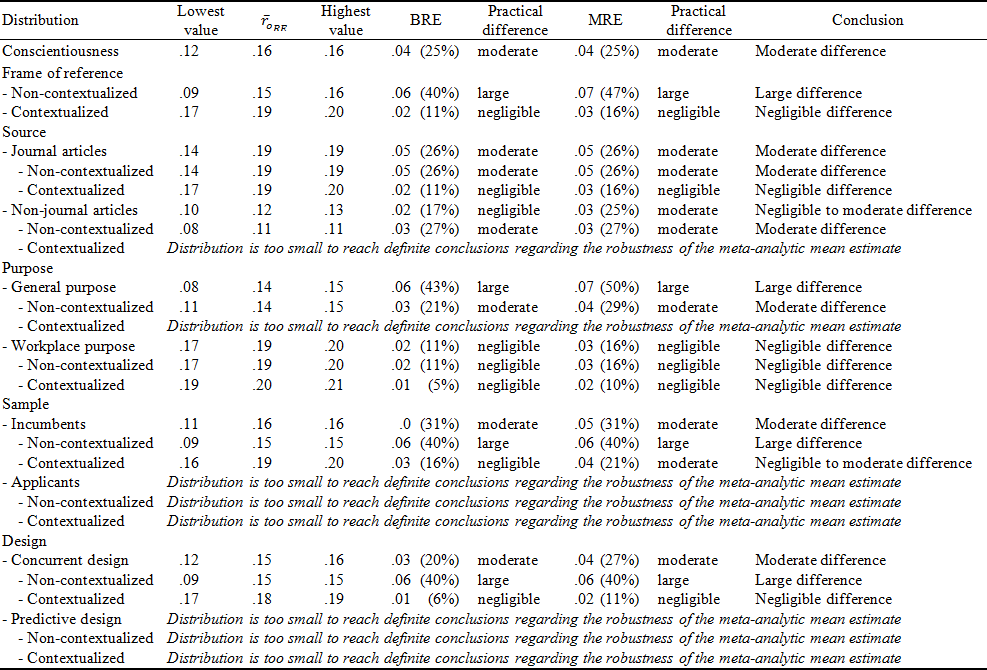 Distribution Lowest value r̄oRE Highest value BRE Practical difference MRE Practical difference Conclusion
Conscientiousness .12 .16 .16 .04 (25%) moderate .04 (25%) moderate Moderate difference
Frame of reference
- Non-contextualized .09 .15 .16 .06 (40%) large .07 (47%) large Large difference
- Contextualized .17 .19 .20 .02 (11%) negligible .03 (16%) negligible Negligible difference
Source
- Journal articles .14 .19 .19 .05 (26%) moderate .05 (26%) moderate Moderate difference
- Non-contextualized .14 .19 .19 .05 (26%) moderate .05 (26%) moderate Moderate difference
- Contextualized .17 .19 .20 .02 (11%) negligible .03 (16%) negligible Negligible difference
- Non-journal articles .10 .12 .13 .02 (17%) negligible .03 (25%) moderate Negligible to moderate difference
- Non-contextualized .08 .11 .11 .03 (27%) moderate .03 (27%) moderate Moderate difference
- Contextualized Distribution is too small to reach definite conclusions regarding the robustness of the meta-analytic mean estimate
Purpose
- General purpose .08 .14 .15 .06 (43%) large .07 (50%) large Large difference
- Non-contextualized .11 .14 .15 .03 (21%) moderate .04 (29%) moderate Moderate difference
- Contextualized Distribution is too small to reach definite conclusions regarding the robustness of the meta-analytic mean estimate
- Workplace purpose .17 .19 .20 .02 (11%) negligible .03 (16%) negligible Negligible difference
- Non-contextualized .17 .19 .20 .02 (11%) negligible .03 (16%) negligible Negligible difference
- Contextualized .19 .20 .21 .01 (5%) negligible .02 (10%) negligible Negligible difference
Sample
- Incumbents .11 .16 .16 .0 (31%) moderate .05 (31%) moderate Moderate difference
- Non-contextualized .09 .15 .15 .06 (40%) large .06 (40%) large Large difference
- Contextualized .16 .19 .20 .03 (16%) negligible .04 (21%) moderate Negligible to moderate difference
- Applicants Distribution is too small to reach definite conclusions regarding the robustness of the meta-analytic mean estimate
- Non-contextualized Distribution is too small to reach definite conclusions regarding the robustness of the meta-analytic mean estimate
- Contextualized Distribution is too small to reach definite conclusions regarding the robustness of the meta-analytic mean estimate
Design
- Concurrent design .12 .15 .16 .03 (20%) moderate .04 (27%) moderate Moderate difference
- Non-contextualized .09 .15 .15 .06 (40%) large .06 (40%) large Large difference
- Contextualized .17 .18 .19 .01 (6%) negligible .02 (11%) negligible Negligible difference
- Predictive design Distribution is too small to reach definite conclusions regarding the robustness of the meta-analytic mean estimate
- Non-contextualized Distribution is too small to reach definite conclusions regarding the robustness of the meta-analytic mean estimate
- Contextualized Distribution is too small to reach definite conclusions regarding the robustness of the meta-analytic mean estimate